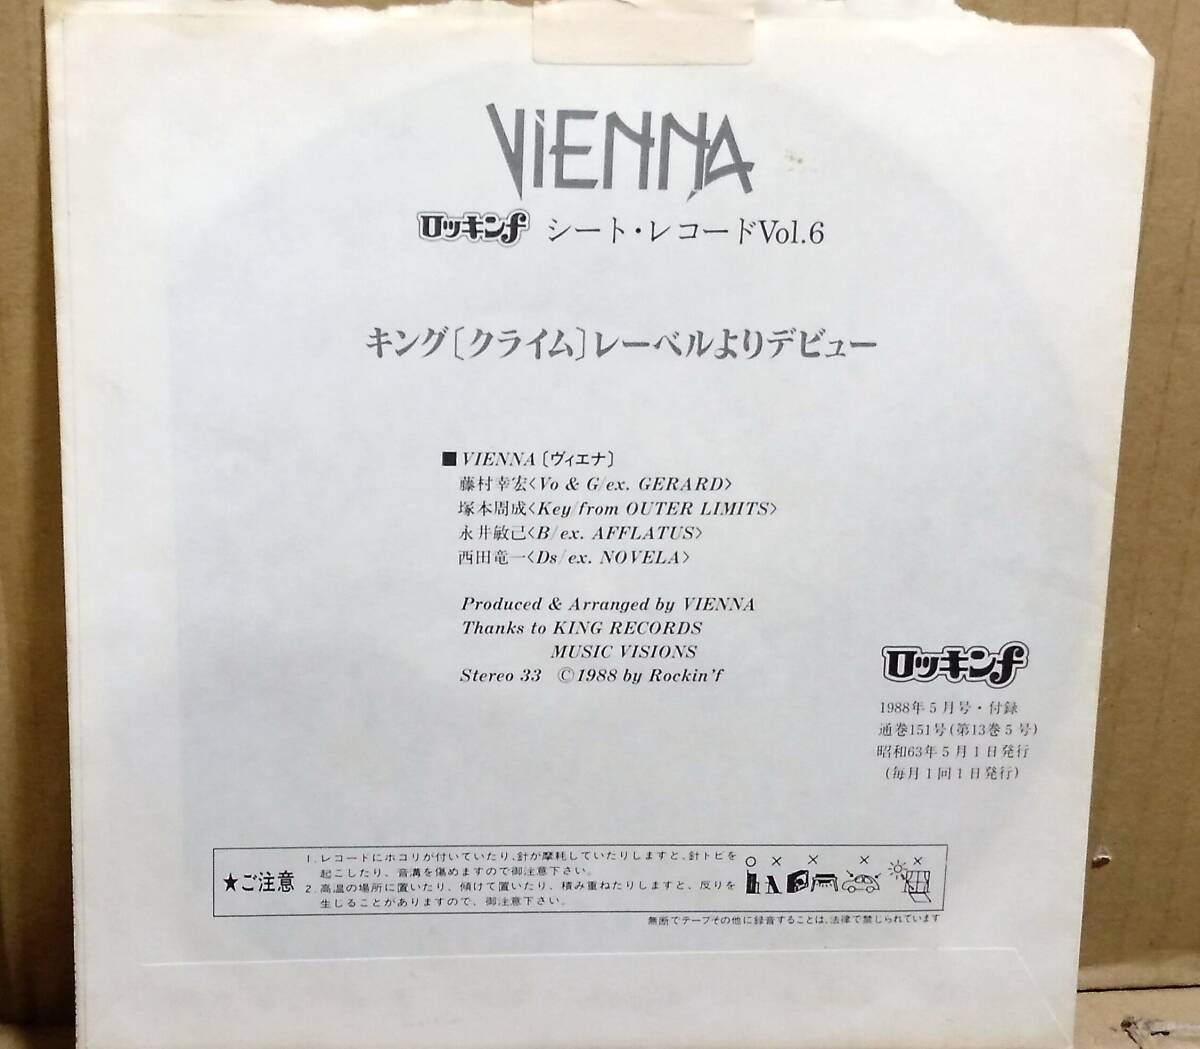 VIENNA
ロッキンf シート・レコードVol.6
キング〔クライム〕レーベルよりデビュー
■ VIENNA〔ヴィエナ〕
藤村幸宏〈Vo & G/ex. GERARD〉
塚本周成〈Key/from OUTER LIMITS〉
永井敏己〈B/ex. AFFLATUS〉
西田竜一〈Ds/ex. NOVELA〉
Produced & Arranged by VIENNA
Thanks to KING RECORDS
MUSIC VISIONS
Stereo 33 ©1988 by Rockin'f
ロッキンf
1988年5月号・付録
通巻151号(第13巻5号)
昭和63年5月1日発行
(毎月1回1日発行)
★ご注意
1. レコードにホコリが付いていたり、針が摩耗していたりしますと、針トビを
起こしたり、音溝を傷めますので御注意下さい。
2. 高温の場所に置いたり、傾けて置いたり、積み重ねたりしますと、反りを
生じることがありますので、御注意下さい。
○ × × × ×
無断でテープその他に録音することは、法律で禁じられています